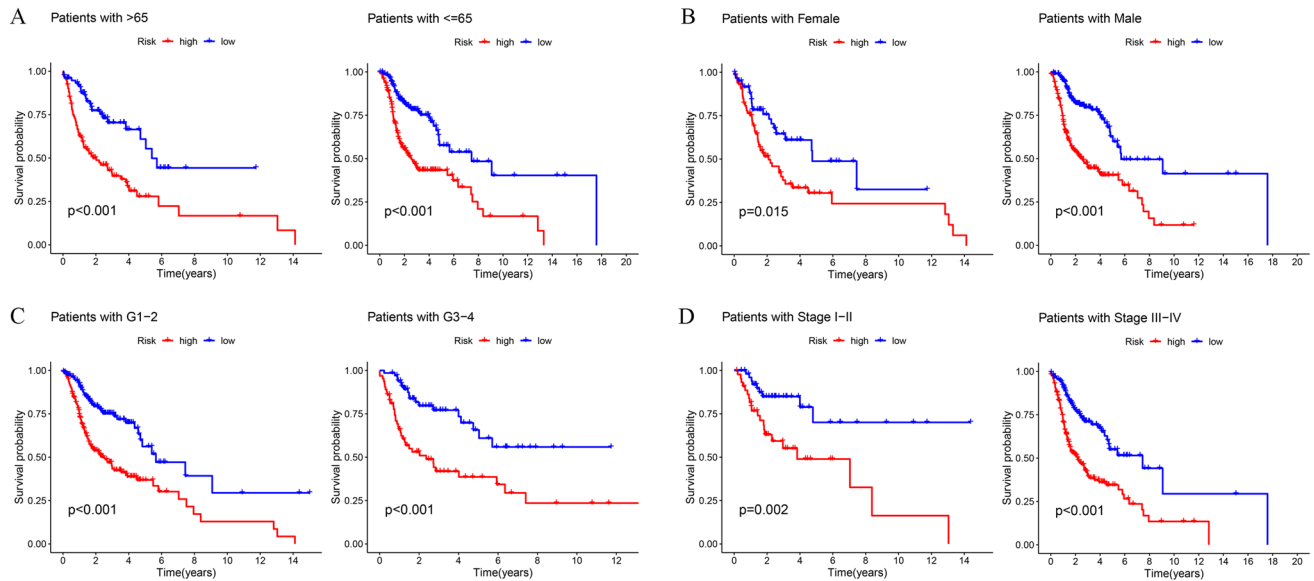 A
Patients with >65
Risk high low
1.00
0.75
0.50
0.25
0.00
Survival probability
p<0.001
0 2 4 6 8 10 12 14
Time(years)
Patients with <=65
Risk high low
1.00
0.75
0.50
0.25
0.00
Survival probability
p<0.001
0 2 4 6 8 10 12 14 16 18 20
Time(years)
B
Patients with Female
Risk high low
1.00
0.75
0.50
0.25
0.00
Survival probability
p=0.015
0 2 4 6 8 10 12 14
Time(years)
Patients with Male
Risk high low
1.00
0.75
0.50
0.25
0.00
Survival probability
p<0.001
0 2 4 6 8 10 12 14 16 18 20
Time(years)
C
Patients with G1−2
Risk high low
1.00
0.75
0.50
0.25
0.00
Survival probability
p<0.001
0 2 4 6 8 10 12 14
Time(years)
Patients with G3−4
Risk high low
1.00
0.75
0.50
0.25
0.00
Survival probability
p<0.001
0 2 4 6 8 10 12
Time(years)
D
Patients with Stage I−II
Risk high low
1.00
0.75
0.50
0.25
0.00
Survival probability
p=0.002
0 2 4 6 8 10 12 14
Time(years)
Patients with Stage III−IV
Risk high low
1.00
0.75
0.50
0.25
0.00
Survival probability
p<0.001
0 2 4 6 8 10 12 14 16 18 20
Time(years)